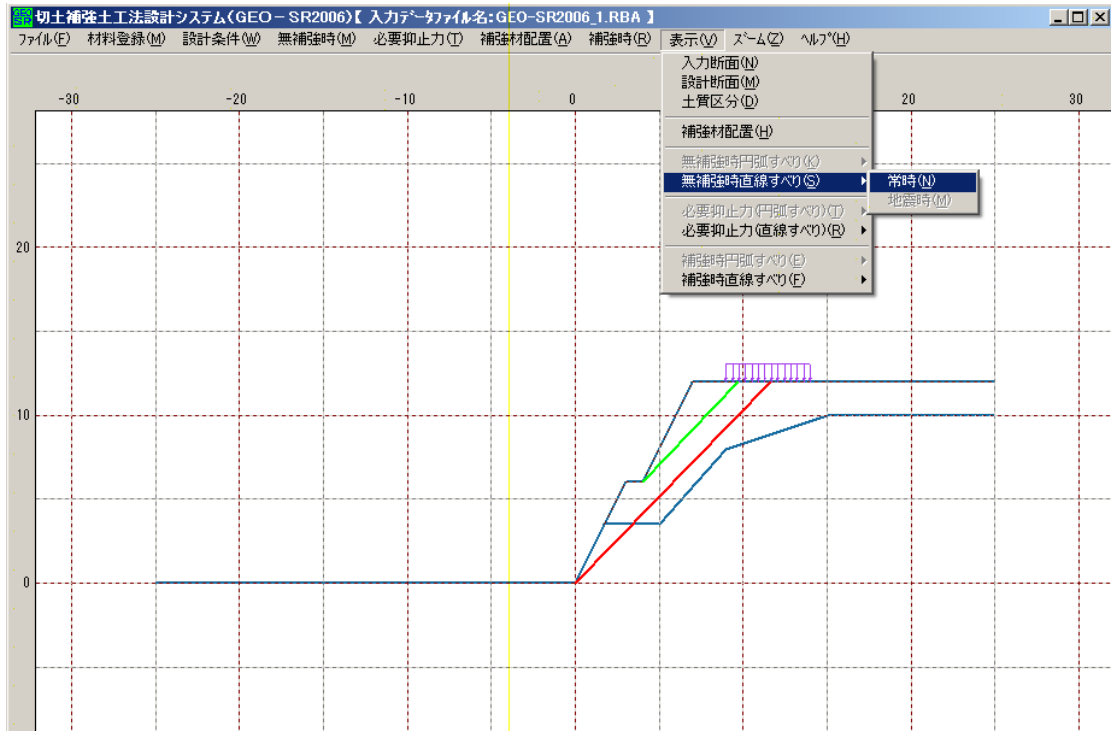 GEO SR 切土補強土工法設計システム(GEO－SR2006)【 入力ﾃﾞｰﾀﾌｧｲﾙ名:GEO-SR2006_1.RBA 】
ファイル(F) 材料登録(M) 設計条件(W) 無補強時(M) 必要抑止力(T) 補強材配置(A) 補強時(R) 表示(V) ｽﾞｰﾑ(Z) ﾍﾙﾌﾟ(H)
入力断面(N)
設計断面(M)
土質区分(D)
補強材配置(H)
無補強時円弧すべり(K)
無補強時直線すべり(S)
常時(N)
地震時(M)
必要抑止力(円弧すべり)(T)
必要抑止力(直線すべり)(R)
補強時円弧すべり(E)
補強時直線すべり(F)
-30 -20 -10 0 20 30
20
10
0